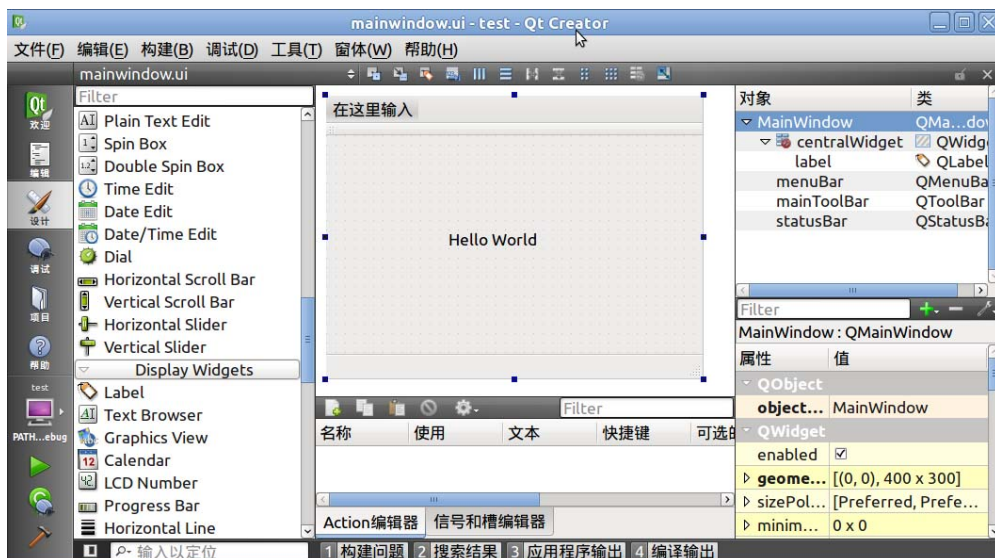 mainwindow.ui - test - Qt Creator
文件(F) 编辑(E) 构建(B) 调试(D) 工具(T) 窗体(W) 帮助(H)
mainwindow.ui
Qt
欢迎
编辑
设计
调试
项目
帮助
test
PATH...ebug
Filter
Plain Text Edit
Spin Box
Double Spin Box
Time Edit
Date Edit
Date/Time Edit
Dial
Horizontal Scroll Bar
Vertical Scroll Bar
Horizontal Slider
Vertical Slider
Display Widgets
Label
Text Browser
Graphics View
Calendar
LCD Number
Progress Bar
Horizontal Line
在这里输入
Hello World
Filter
名称 使用 文本 快捷键 可选的
Action编辑器 信号和槽编辑器
对象 类
MainWindow QMa...dow
centralWidget QWidge
label QLabel
menuBar QMenuBa
mainToolBar QToolBar
statusBar QStatusBa
Filter
MainWindow : QMainWindow
属性 值
QObject
object... MainWindow
QWidget
enabled
geome... [(0, 0), 400 x 300]
sizePol... [Preferred, Prefe...
minim... 0 x 0
输入以定位
1 构建问题 2 搜索结果 3 应用程序输出 4 编译输出